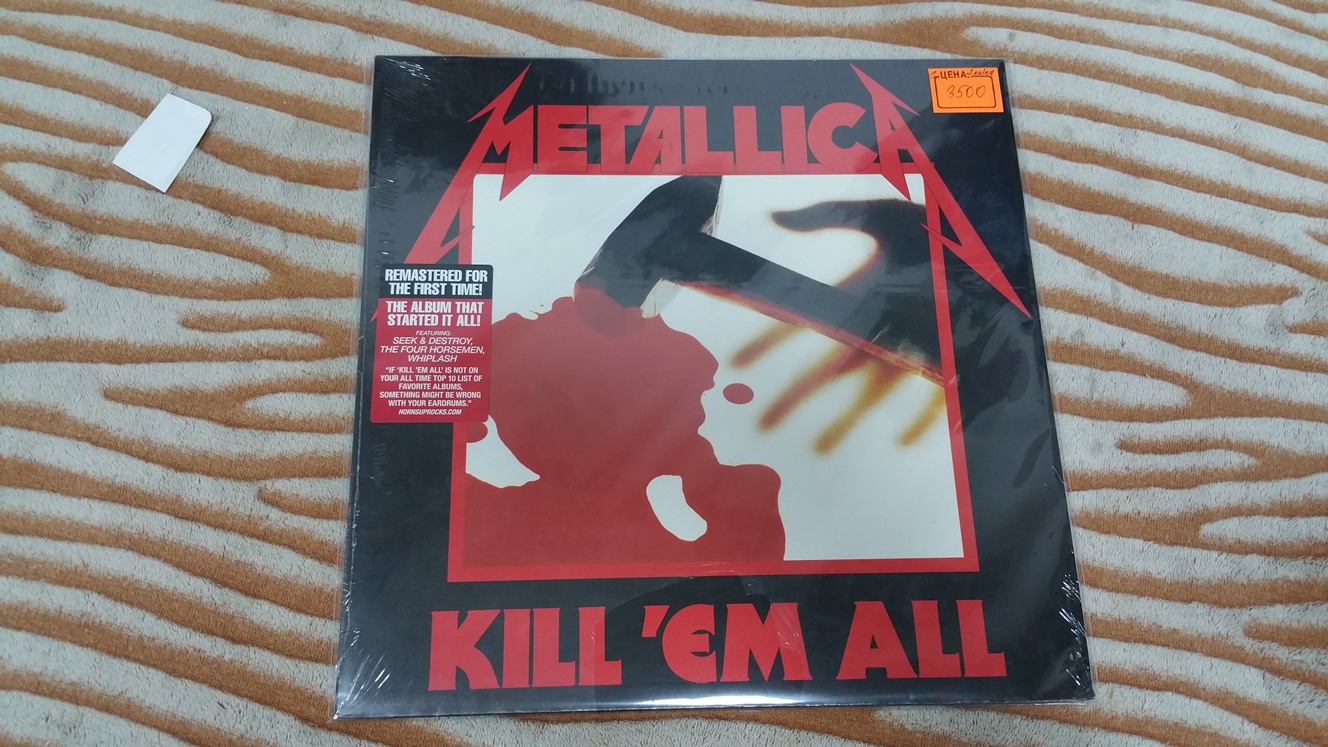 METALLICA
ЦЕНА:
3500
REMASTERED FOR
THE FIRST TIME!
THE ALBUM THAT
STARTED IT ALL!
FEATURING:
SEEK & DESTROY,
THE FOUR HORSEMEN,
WHIPLASH
"IF 'KILL 'EM ALL' IS NOT ON
YOUR ALL TIME TOP 10 LIST OF
FAVORITE ALBUMS,
SOMETHING MIGHT BE WRONG
WITH YOUR EARDRUMS."
HORNSUPROCKS.COM
KILL 'EM ALL